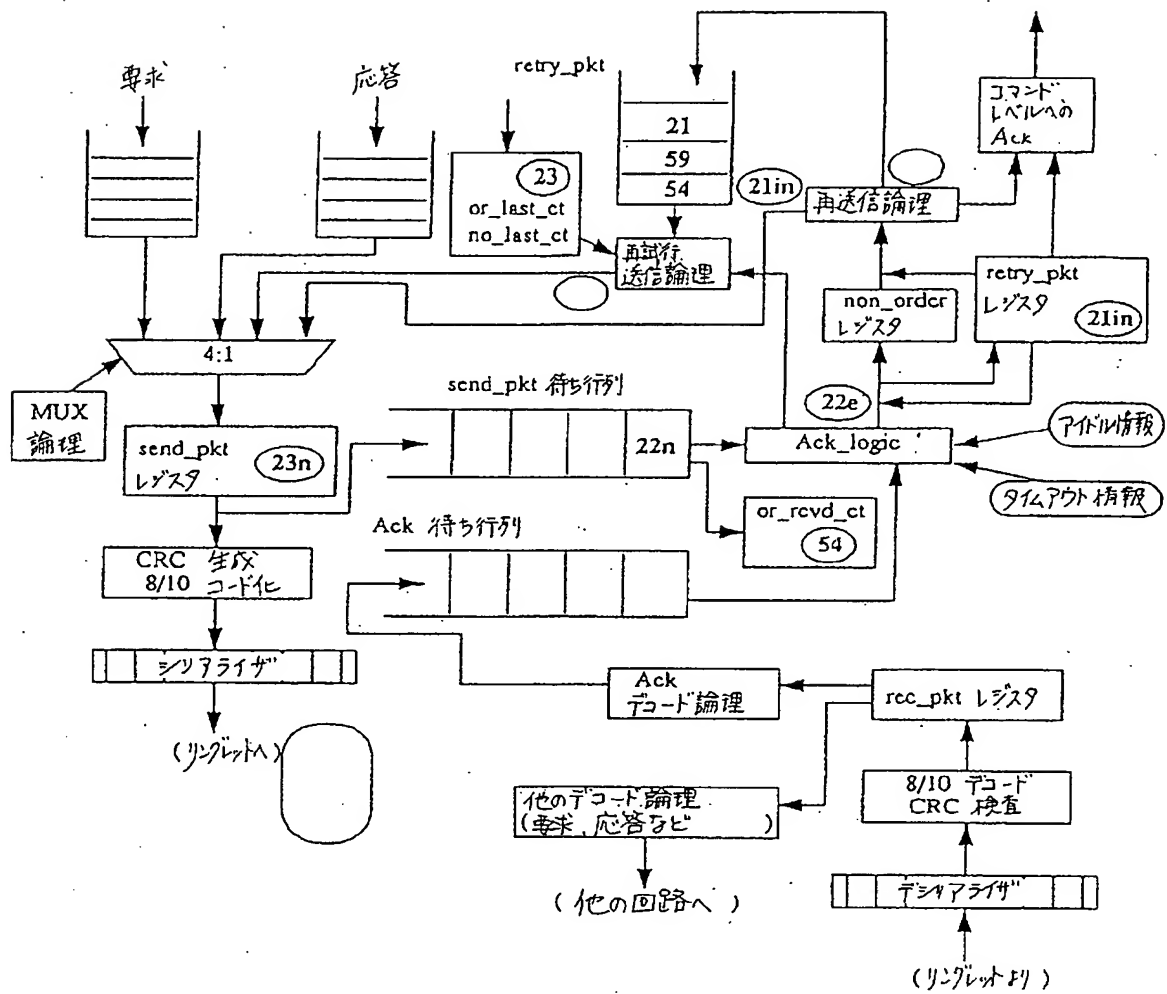 要求
応答
retry_pkt
21
59
54
23
or_last_ct
no_last_ct
21in
コマンド
レベルへの
Ack
再送信論理
再試行
送信論理
non_order
レジスタ
retry_pkt
レジスタ
21in
4:1
MUX
論理
send_pkt
レジスタ
23n
send_pkt 待ち行列
22n
22e
Ack_logic
アイドル情報
タイムアウト情報
or_rcvd_ct
54
Ack 待ち行列
CRC 生成
8/10 コード化
シリアライザ
(リングレットへ)
Ack
デコード論理
rec_pkt レジスタ
他のデコード論理
(要求、応答など)
(他の回路へ)
8/10 デコード
CRC 検査
デシリアライザ
(リングレットより)